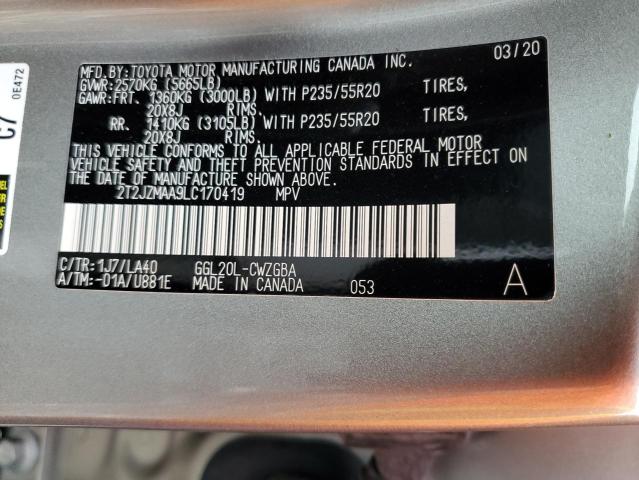 MFD.BY:TOYOTA MOTOR MANUFACTURING CANADA INC. 03/20
GVWR:2570KG (5665LB)
GAWR:FRT. 1360KG (3000LB) WITH P235/55R20 TIRES,
20X8J RIMS
RR. 1410KG (3105LB) WITH P235/55R20 TIRES,
20X8J RIMS
THIS VEHICLE CONFORMS TO ALL APPLICABLE FEDERAL MOTOR
VEHICLE SAFETY AND THEFT PREVENTION STANDARDS IN EFFECT ON
THE DATE OF MANUFACTURE SHOWN ABOVE.
2T2JZMAA9LC170419 MPV
C/TR:1J7/LA40 GGL20L-CWZGBA
A/TM:-D1A/U881E MADE IN CANADA 053 A
0E472
C7